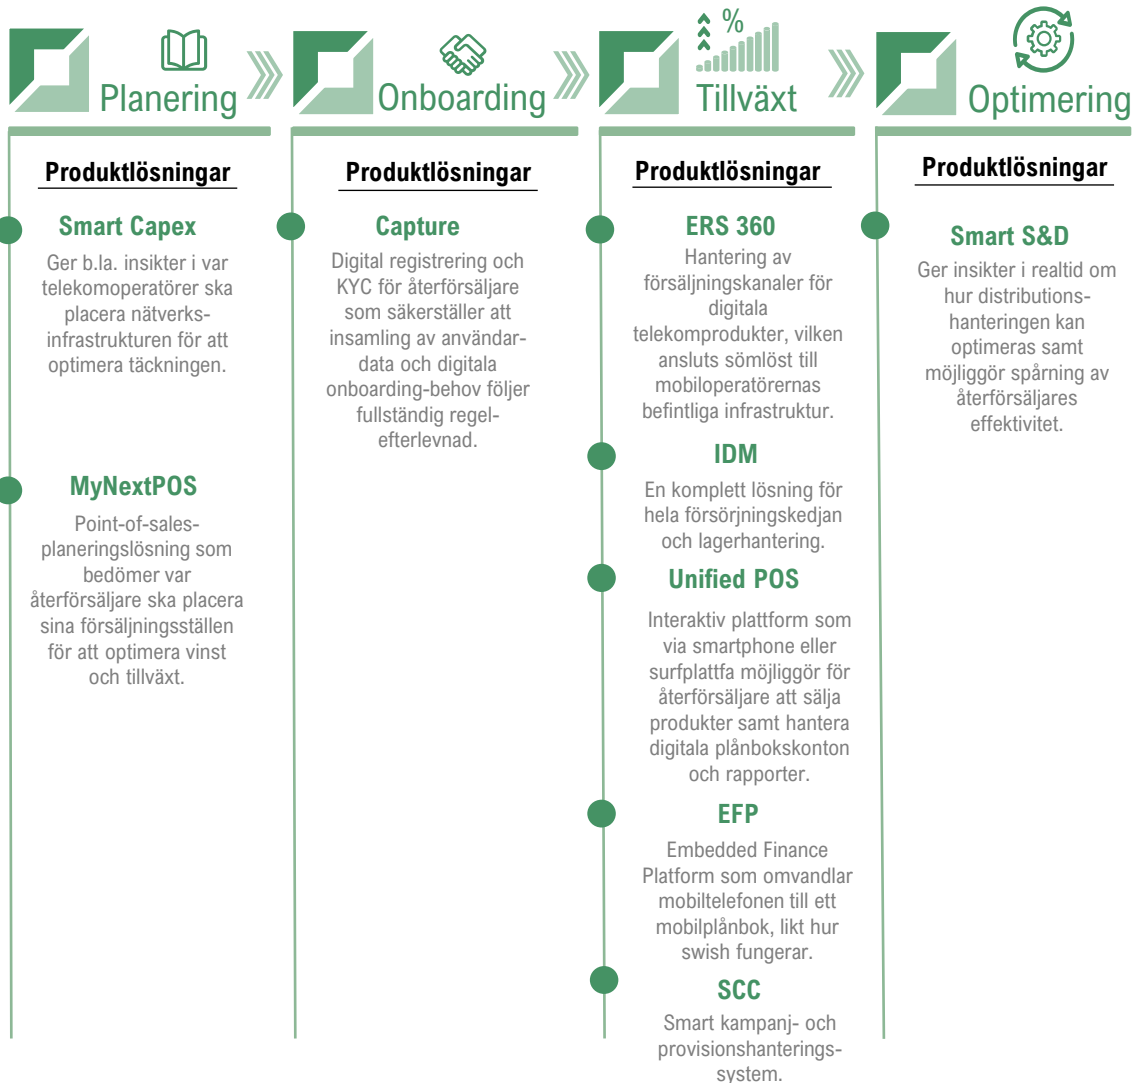 Planering
Produktlösningar
Smart Capex
Ger b.la. insikter i var
telekomoperatörer ska
placera nätverks-
infrastrukturen för att
optimera täckningen.
MyNextPOS
Point-of-sales-
planeringslösning som
bedömer var
återförsäljare ska placera
sina försäljningsställen
för att optimera vinst
och tillväxt.
Onboarding
Produktlösningar
Capture
Digital registrering och
KYC för återförsäljare
som säkerställer att
insamling av användar-
data och digitala
onboarding-behov följer
fullständig regel-
efterlevnad.
%
Tillväxt
Produktlösningar
ERS 360
Hantering av
försäljningskanaler för
digitala
telekomprodukter, vilken
ansluts sömlöst till
mobiloperatörernas
befintliga infrastruktur.
IDM
En komplett lösning för
hela försörjningskedjan
och lagerhantering.
Unified POS
Interaktiv plattform som
via smartphone eller
surfplattfa möjliggör för
återförsäljare att sälja
produkter samt hantera
digitala plånbokskonton
och rapporter.
EFP
Embedded Finance
Platform som omvandlar
mobiltelefonen till ett
mobilplånbok, likt hur
swish fungerar.
SCC
Smart kampanj- och
provisionshanterings-
system.
Optimering
Produktlösningar
Smart S&D
Ger insikter i realtid om
hur distributions-
hanteringen kan
optimeras samt
möjliggör spårning av
återförsäljares
effektivitet.